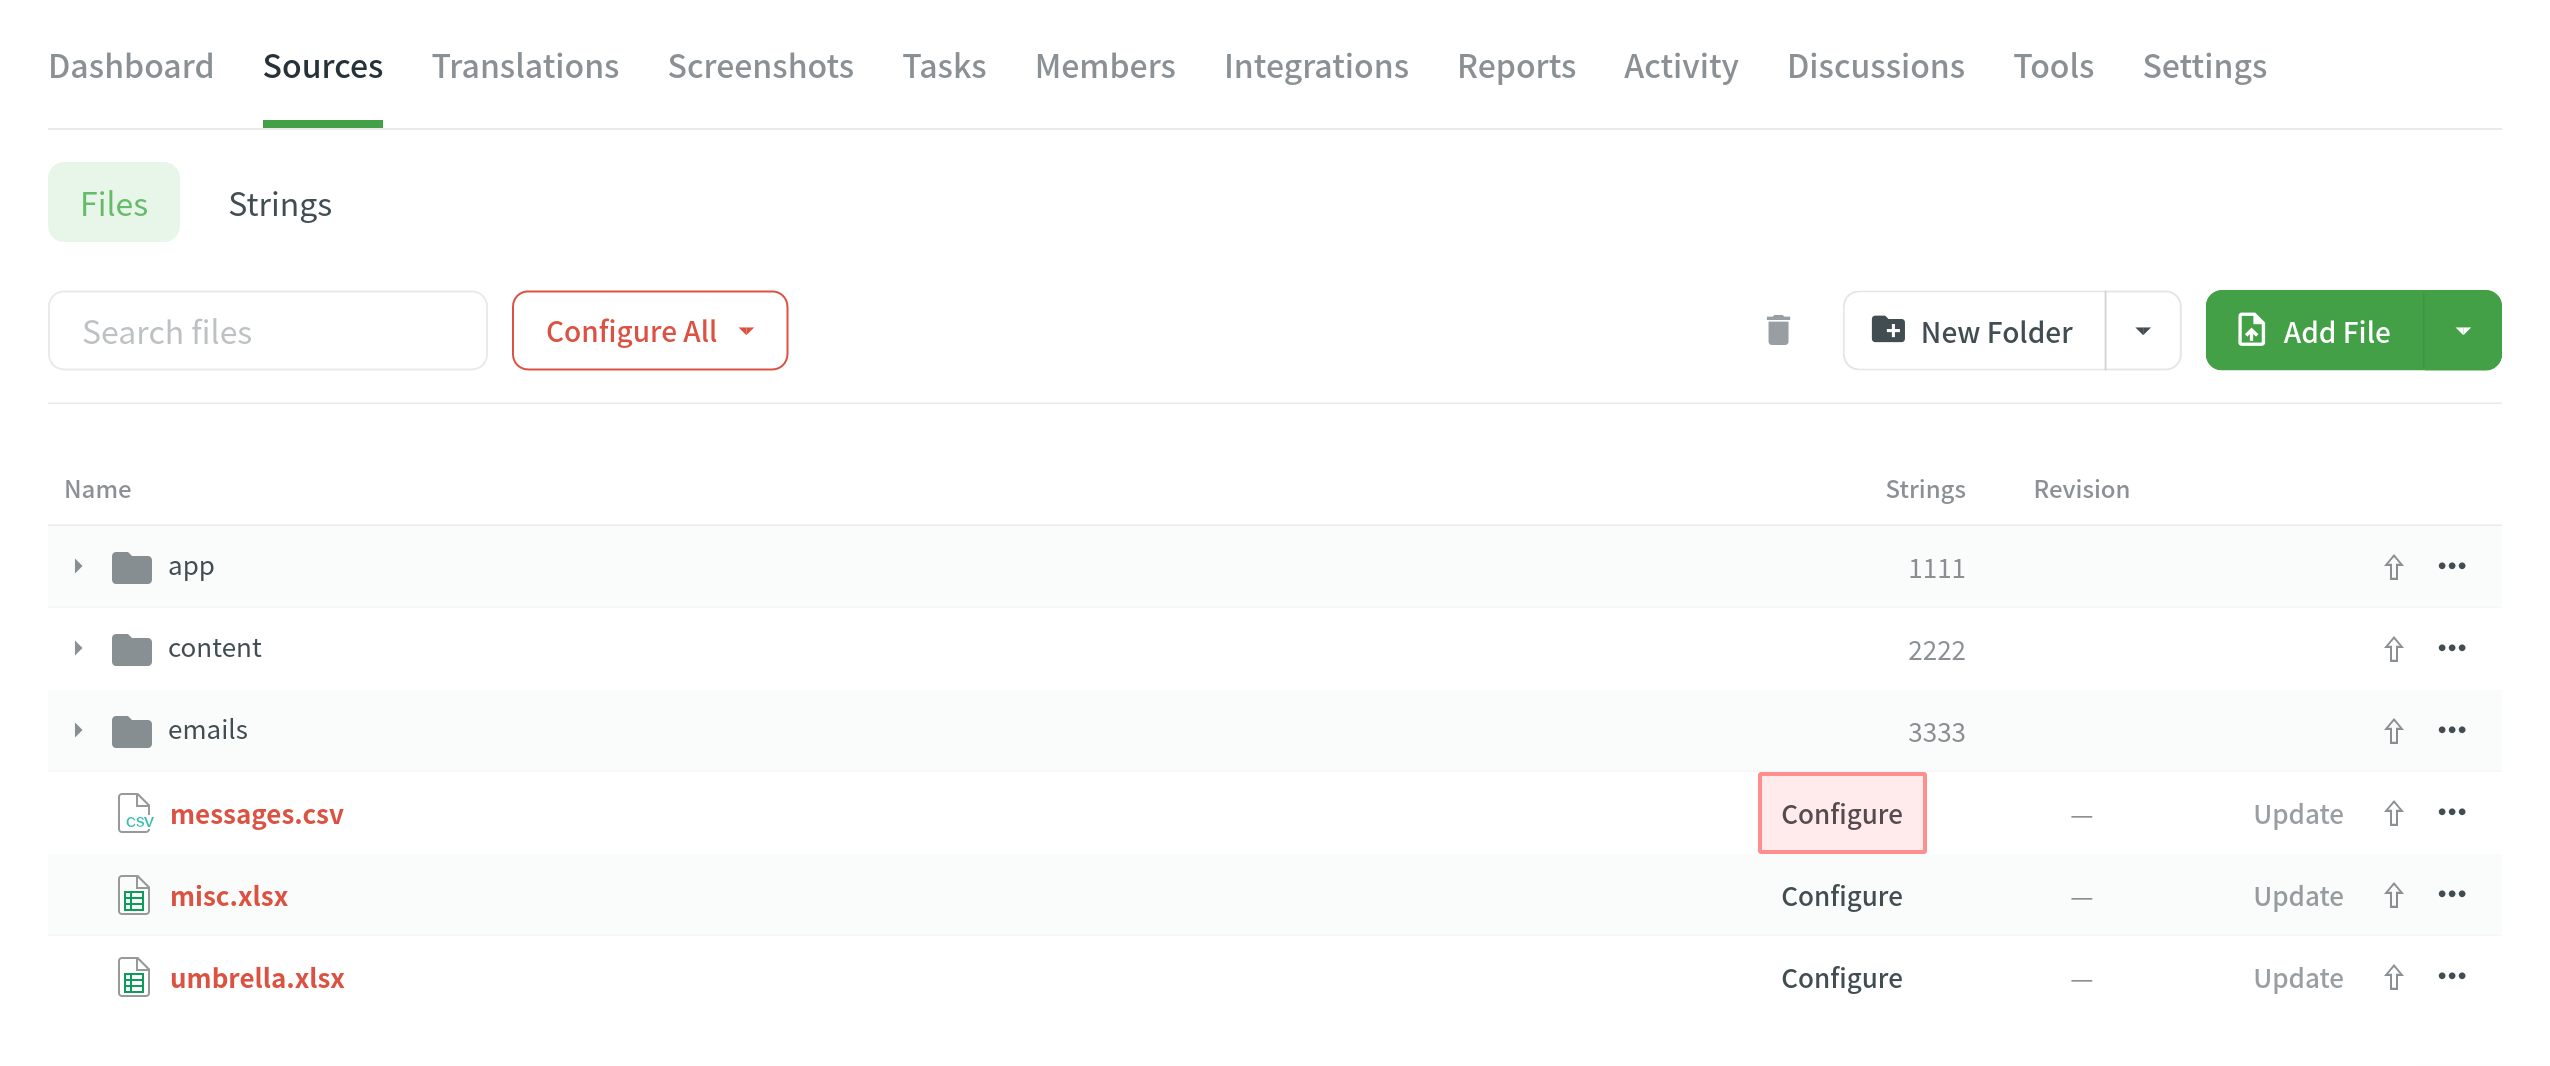 Dashboard Sources Translations Screenshots Tasks Members Integrations Reports Activity Discussions Tools Settings
Files Strings
Search files Configure All New Folder Add File
Name Strings Revision
app 1111
content 2222
emails 3333
CSV messages.csv Configure — Update
misc.xlsx Configure — Update
umbrella.xlsx Configure — Update